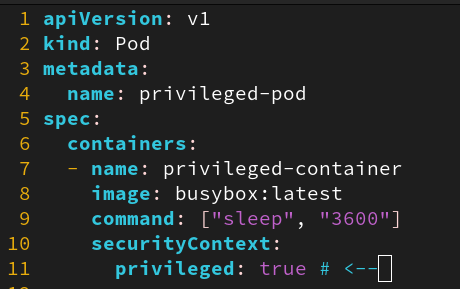 1 apiVersion: v1
2 kind: Pod
3 metadata:
4   name: privileged-pod
5 spec:
6   containers:
7   - name: privileged-container
8     image: busybox:latest
9     command: ["sleep", "3600"]
10     securityContext:
11       privileged: true # <--